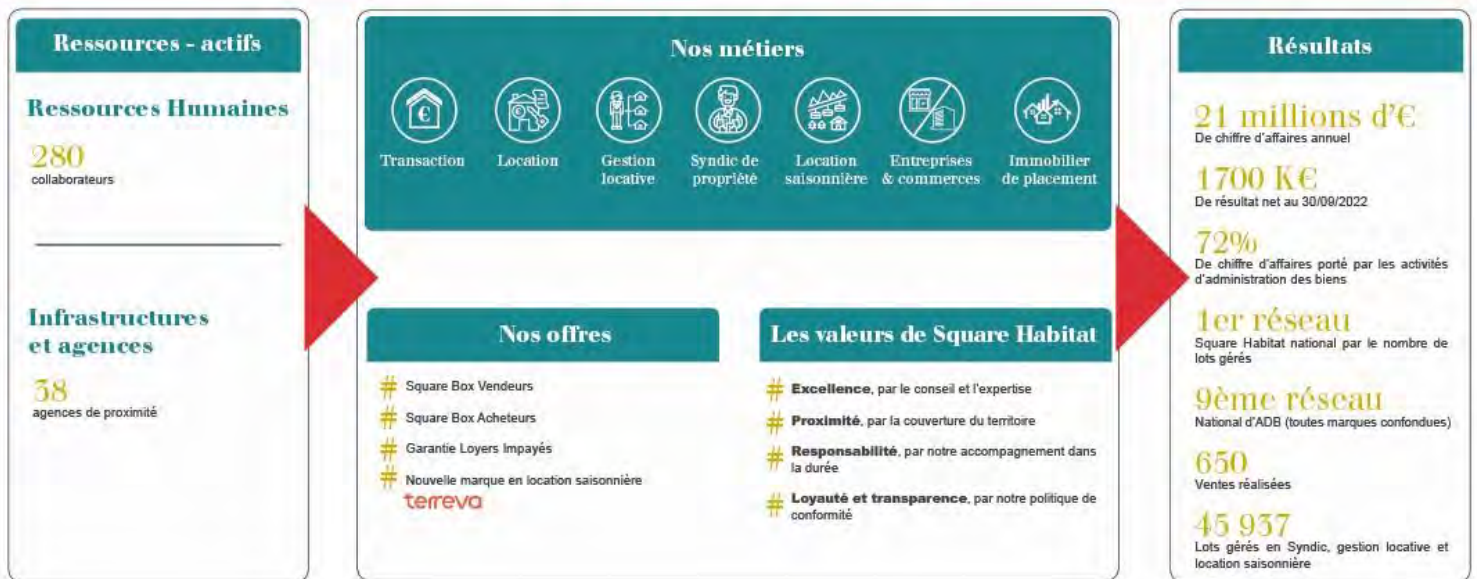 Ressources - actifs
Ressources Humaines
280
collaborateurs
Infrastructures
et agences
38
agences de proximité
Nos métiers
Transaction
Location
Gestion
locative
Syndic de
propriété
Location
saisonnière
Entreprises
& commerces
Immobilier
de placement
Nos offres
# Square Box Vendeurs
# Square Box Acheteurs
# Garantie Loyers Impayés
# Nouvelle marque en location saisonnière
terreva
Les valeurs de Square Habitat
# Excellence, par le conseil et l'expertise
# Proximité, par la couverture du territoire
# Responsabilité, par notre accompagnement dans
la durée
# Loyauté et transparence, par notre politique de
conformité
Résultats
21 millions d'€
De chiffre d'affaires annuel
1700 K€
De résultat net au 30/09/2022
72%
De chiffre d'affaires porté par les activités
d'administration des biens
1er réseau
Square Habitat national par le nombre de
lots gérés
9ème réseau
National d'ADB (toutes marques confondues)
650
Ventes réalisées
45 937
Lots gérés en Syndic, gestion locative et
location saisonnière